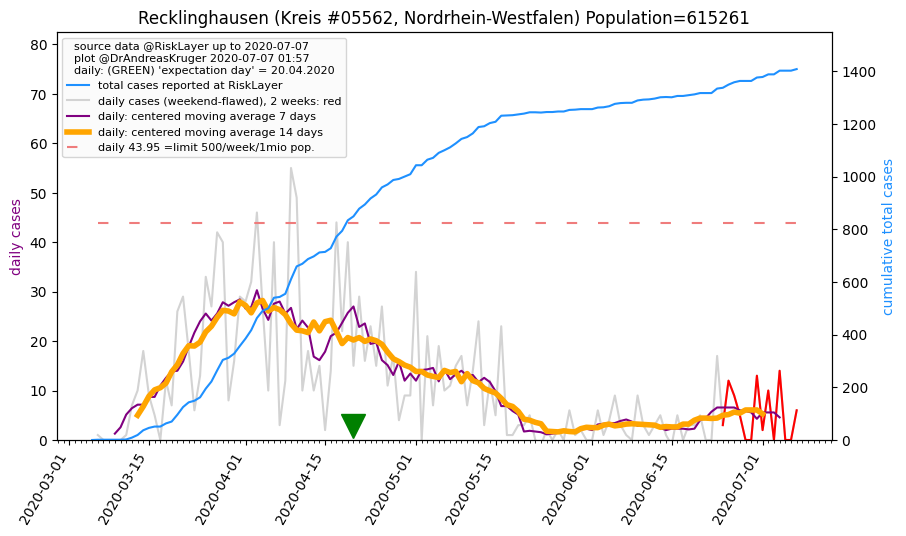 Recklinghausen (Kreis #05562, Nordrhein-Westfalen) Population=615261
source data @RiskLayer up to 2020-07-07
plot @DrAndreasKruger 2020-07-07 01:57
daily: (GREEN) 'expectation day' = 20.04.2020
total cases reported at RiskLayer
daily cases (weekend-flawed), 2 weeks: red
daily: centered moving average 7 days
daily: centered moving average 14 days
daily 43.95 =limit 500/week/1mio pop.
daily cases
80
70
60
50
40
30
20
10
0
cumulative total cases
1400
1200
1000
800
600
400
200
0
2020-03-01
2020-03-15
2020-04-01
2020-04-15
2020-05-01
2020-05-15
2020-06-01
2020-06-15
2020-07-01